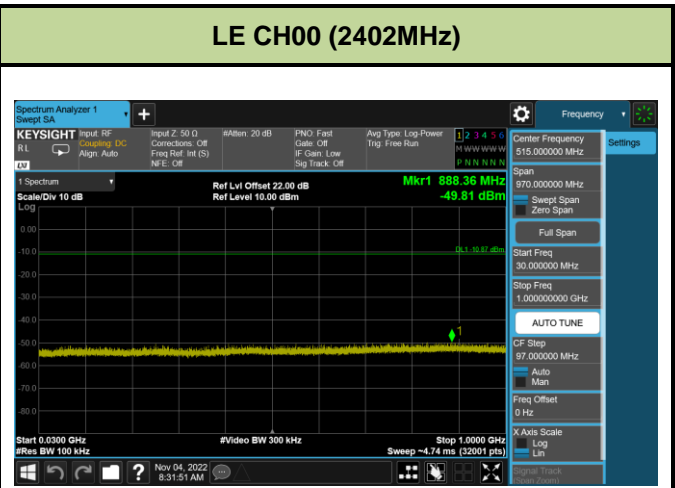 LE CH00 (2402MHz)
Spectrum Analyzer 1
Swept SA
Frequency
KEYSIGHT
RL
LXI
Input: RF
Coupling: DC
Align: Auto
Input Z: 50 Ω
Corrections: Off
Freq Ref: Int (S)
NFE: Off
#Atten: 20 dB
PNO: Fast
Gate: Off
IF Gain: Low
Sig Track: Off
Avg Type: Log-Power
Trig: Free Run
1 2 3 4 5 6
M W W W W W
P N N N N N
Center Frequency
515.000000 MHz
Settings
Span
970.000000 MHz
Swept Span
Zero Span
Full Span
Start Freq
30.000000 MHz
Stop Freq
1.000000000 GHz
AUTO TUNE
CF Step
97.000000 MHz
Auto
Man
Freq Offset
0 Hz
X Axis Scale
Log
Lin
Signal Track
(Span Zoom)
1 Spectrum
Scale/Div 10 dB
Log
Ref Lvl Offset 22.00 dB
Ref Level 10.00 dBm
Mkr1 888.36 MHz
-49.81 dBm
0.00
-10.0
DL1 -10.87 dBm
-20.0
-30.0
-40.0
1
-50.0
-60.0
-70.0
-80.0
Start 0.0300 GHz
#Video BW 300 kHz
Stop 1.0000 GHz
#Res BW 100 kHz
Sweep ~4.74 ms (32001 pts)
?
Nov 04, 2022
8:31:51 AM